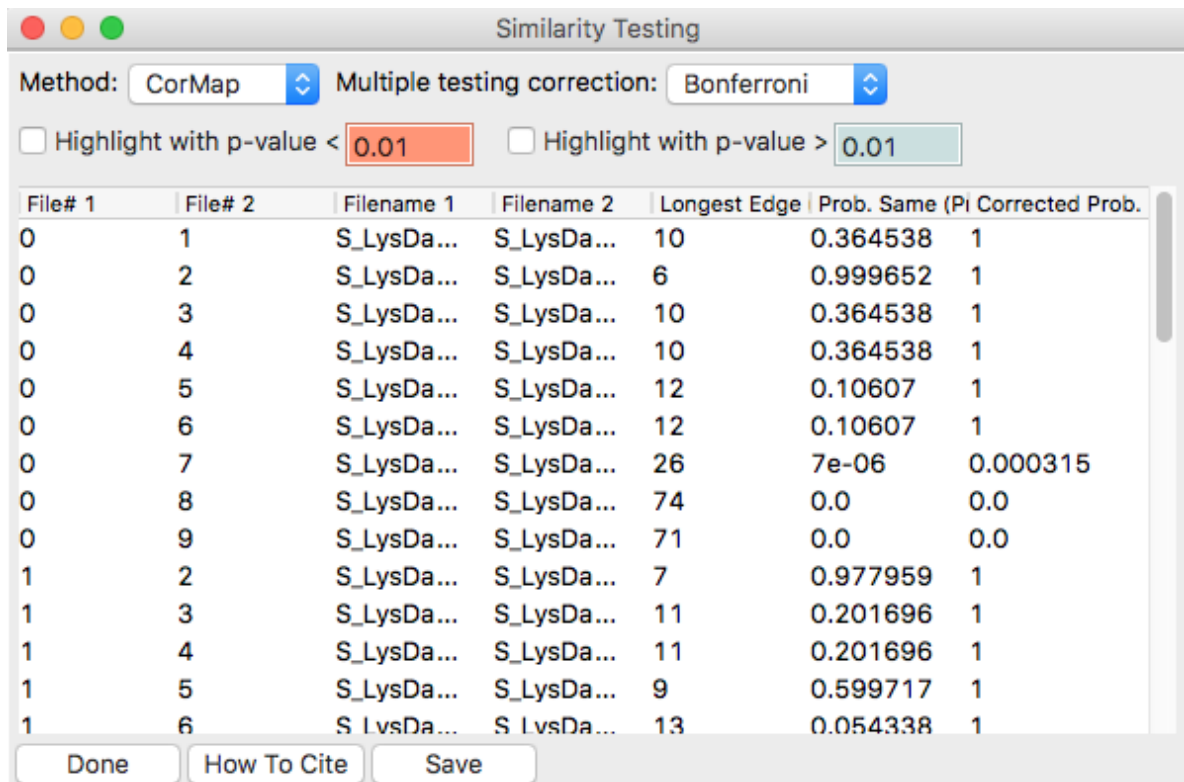 Similarity Testing
Method: CorMap Multiple testing correction: Bonferroni
Highlight with p-value < 0.01 Highlight with p-value > 0.01
File# 1 File# 2 Filename 1 Filename 2 Longest Edge Prob. Same (Pr Corrected Prob.
0 1 S_LysDa... S_LysDa... 10 0.364538 1
0 2 S_LysDa... S_LysDa... 6 0.999652 1
0 3 S_LysDa... S_LysDa... 10 0.364538 1
0 4 S_LysDa... S_LysDa... 10 0.364538 1
0 5 S_LysDa... S_LysDa... 12 0.10607 1
0 6 S_LysDa... S_LysDa... 12 0.10607 1
0 7 S_LysDa... S_LysDa... 26 7e-06 0.000315
0 8 S_LysDa... S_LysDa... 74 0.0 0.0
0 9 S_LysDa... S_LysDa... 71 0.0 0.0
1 2 S_LysDa... S_LysDa... 7 0.977959 1
1 3 S_LysDa... S_LysDa... 11 0.201696 1
1 4 S_LysDa... S_LysDa... 11 0.201696 1
1 5 S_LysDa... S_LysDa... 9 0.599717 1
1 6 S_LysDa... S_LysDa... 13 0.054338 1
Done How To Cite Save